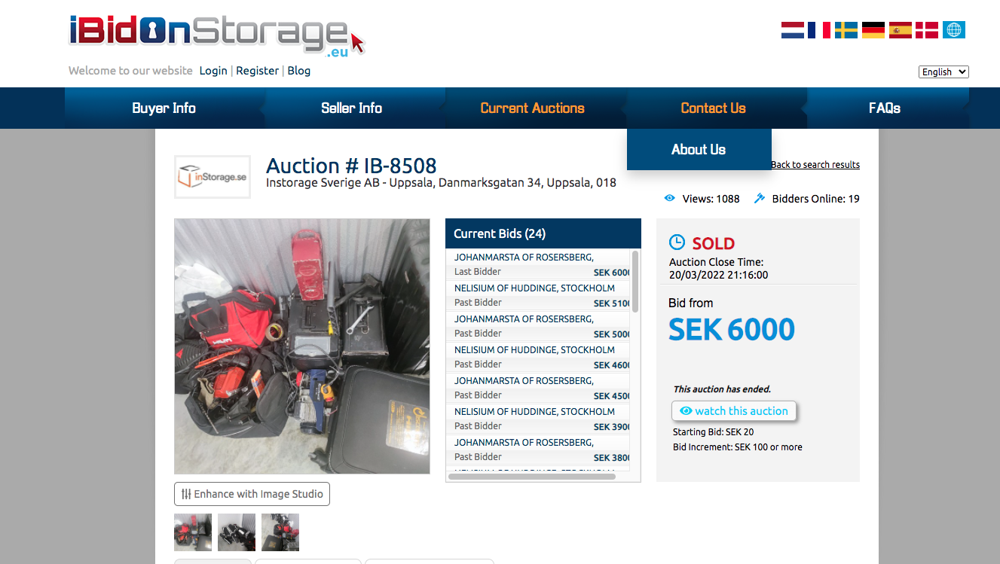 iBidOnStorage
.eu
Welcome to our website Login | Register | Blog
English
Buyer Info
Seller Info
Current Auctions
Contact Us
FAQs
About Us
inStorage.se
Auction # IB-8508
Instorage Sverige AB - Uppsala, Danmarksgatan 34, Uppsala, 018
Back to search results
Views: 1088
Bidders Online: 19
HILTI
Current Bids (24)
JOHANMARSTA OF ROSERSBERG,
Last Bidder SEK 6000
NELISIUM OF HUDDINGE, STOCKHOLM
Past Bidder SEK 5100
JOHANMARSTA OF ROSERSBERG,
Past Bidder SEK 5000
NELISIUM OF HUDDINGE, STOCKHOLM
Past Bidder SEK 4600
JOHANMARSTA OF ROSERSBERG,
Past Bidder SEK 4500
NELISIUM OF HUDDINGE, STOCKHOLM
Past Bidder SEK 3900
JOHANMARSTA OF ROSERSBERG,
Past Bidder SEK 3800
NELISIUM OF HUDDINGE, STOCKHOLM
SOLD
Auction Close Time:
20/03/2022 21:16:00
Bid from
SEK 6000
This auction has ended.
watch this auction
Starting Bid: SEK 20
Bid Increment: SEK 100 or more
Enhance with Image Studio